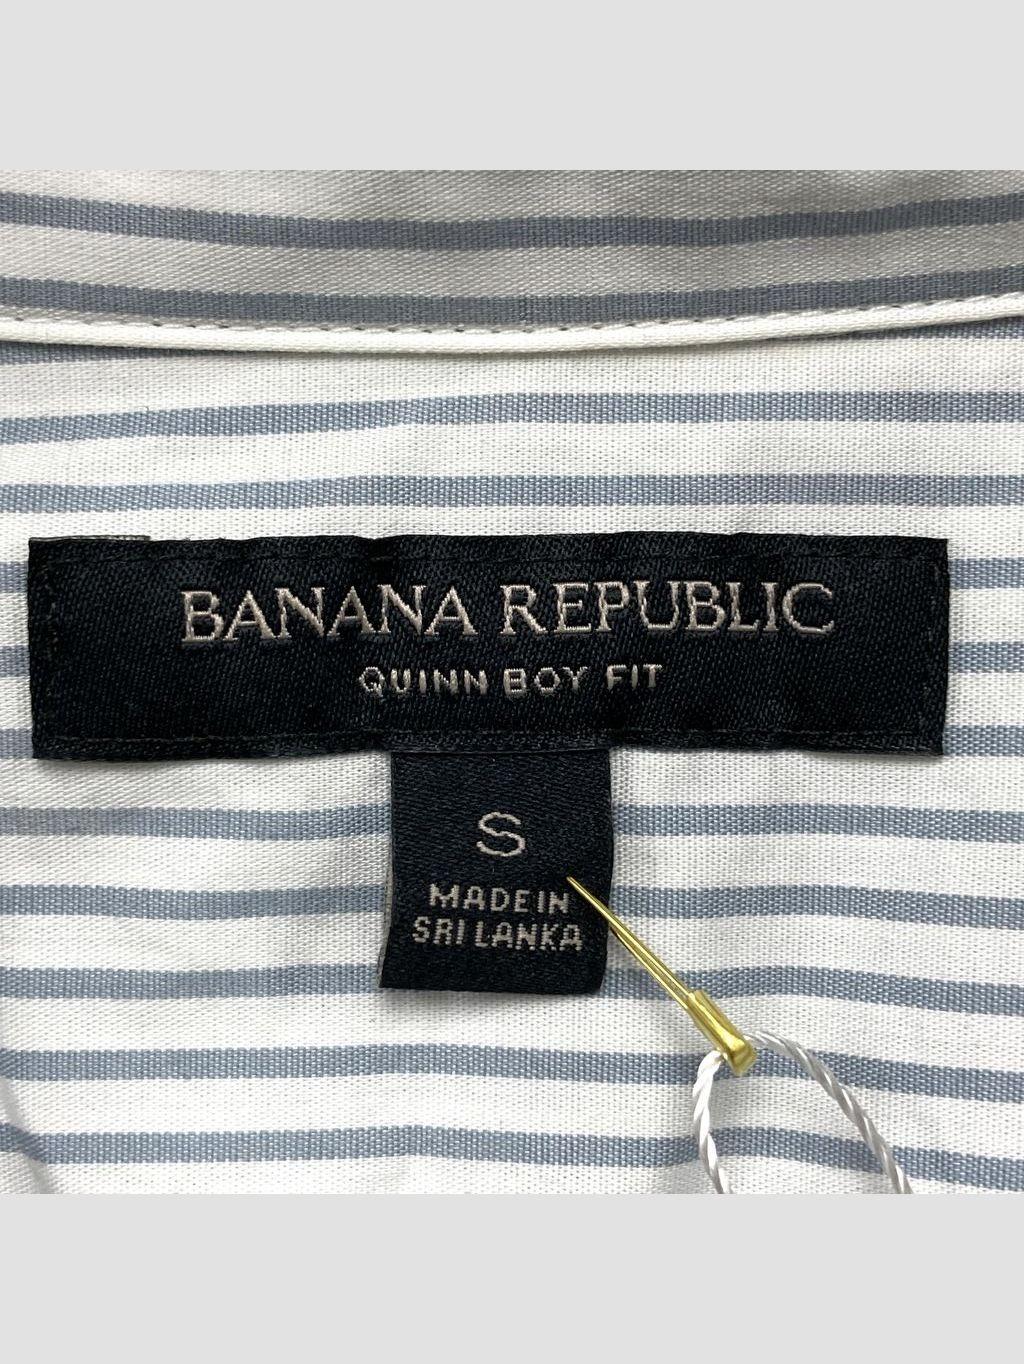 BANANA REPUBLIC
QUINN BOY FIT
S
MADE IN
SRI LANKA